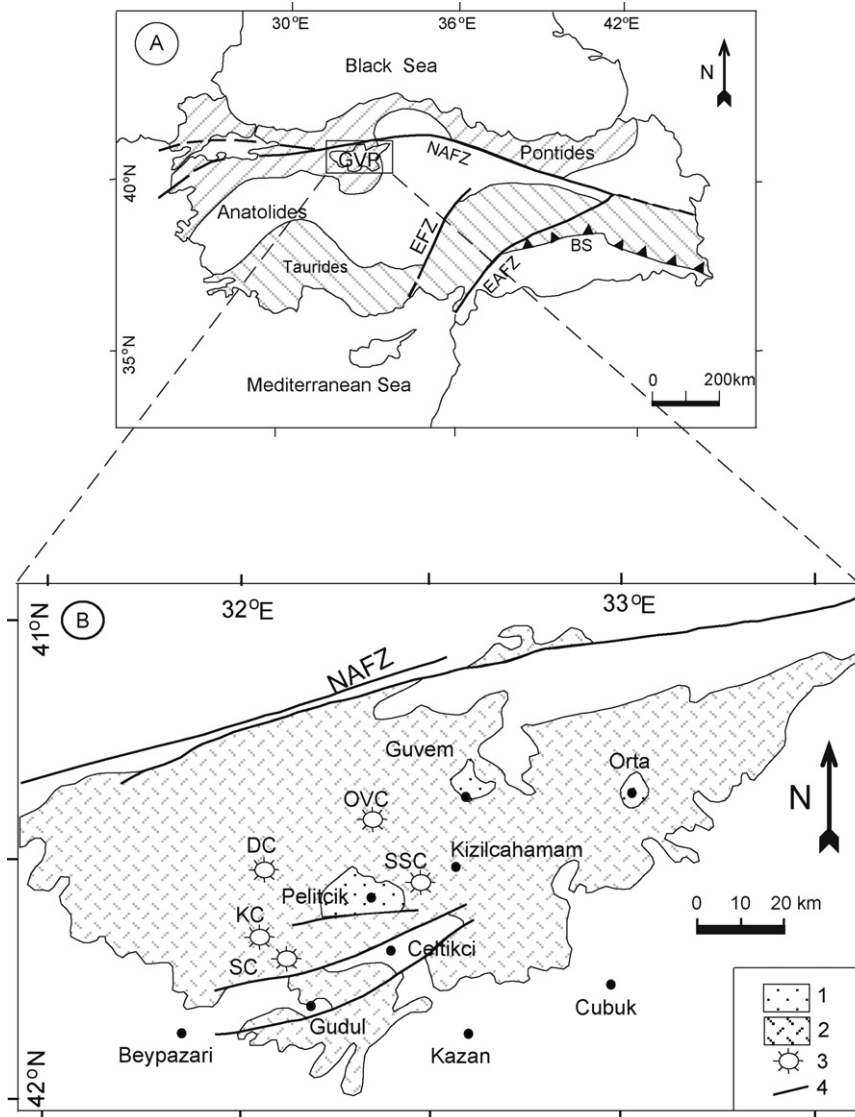 A
30°E
36°E
42°E
Black Sea
N
NAFZ
Pontides
GVP
40°N
Anatolides
EFZ
BS
Taurides
EAFZ
35°N
Mediterranean Sea
0 200km
B
32°E
33°E
41°N
NAFZ
Guvem
Orta
OVC
N
DC
SSC
Kizilcahamam
Pelitcik
0 10 20 km
KC
SC
Celtikci
Cubuk
Gudul
Beypazari
Kazan
42°N
1
2
3
4